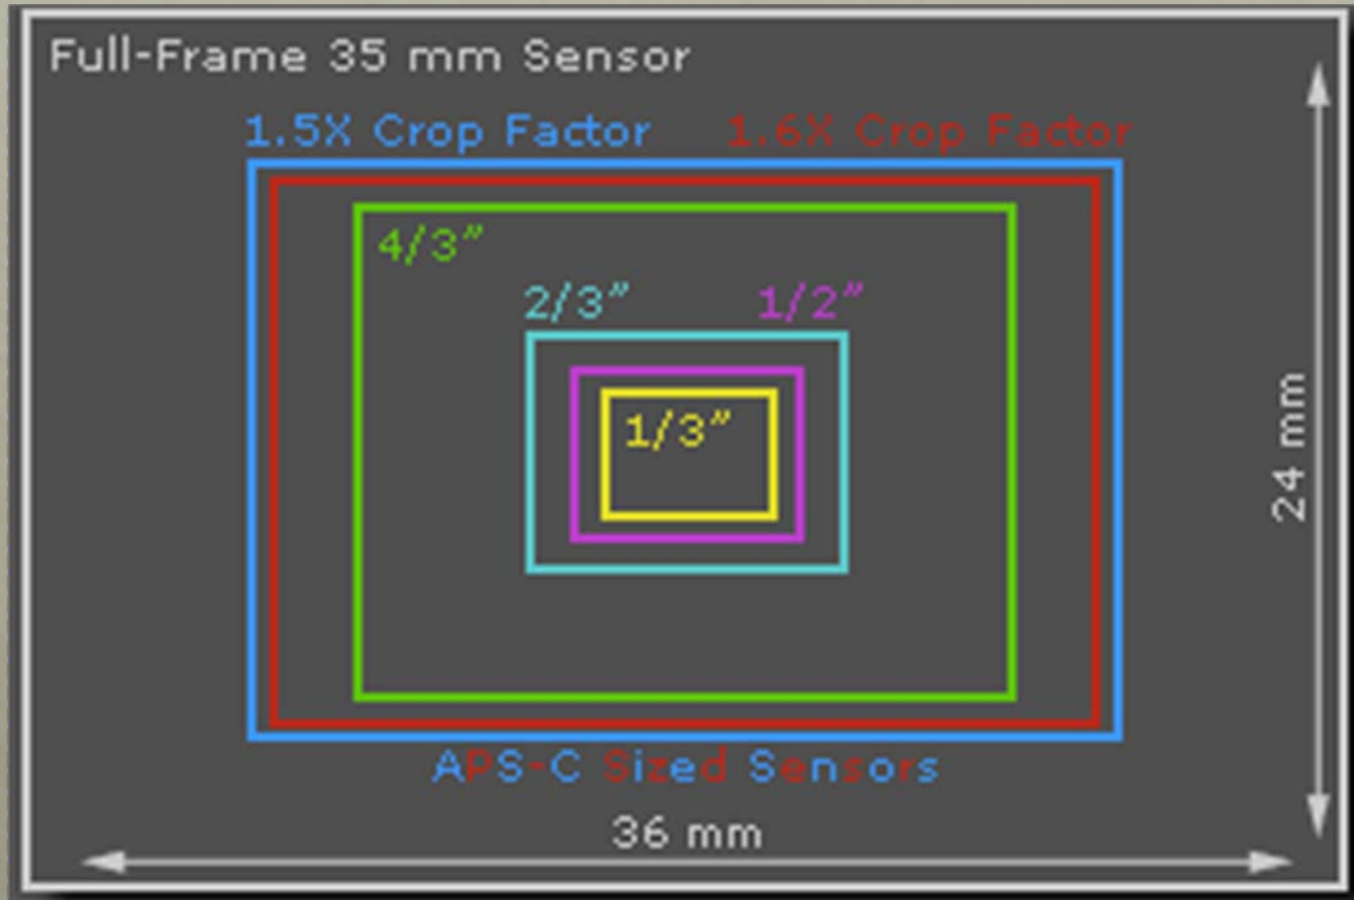 Full-Frame 35 mm Sensor
1.5X Crop Factor 1.6X Crop Factor
4/3”
2/3” 1/2”
1/3”
24 mm
APS-C Sized Sensors
36 mm